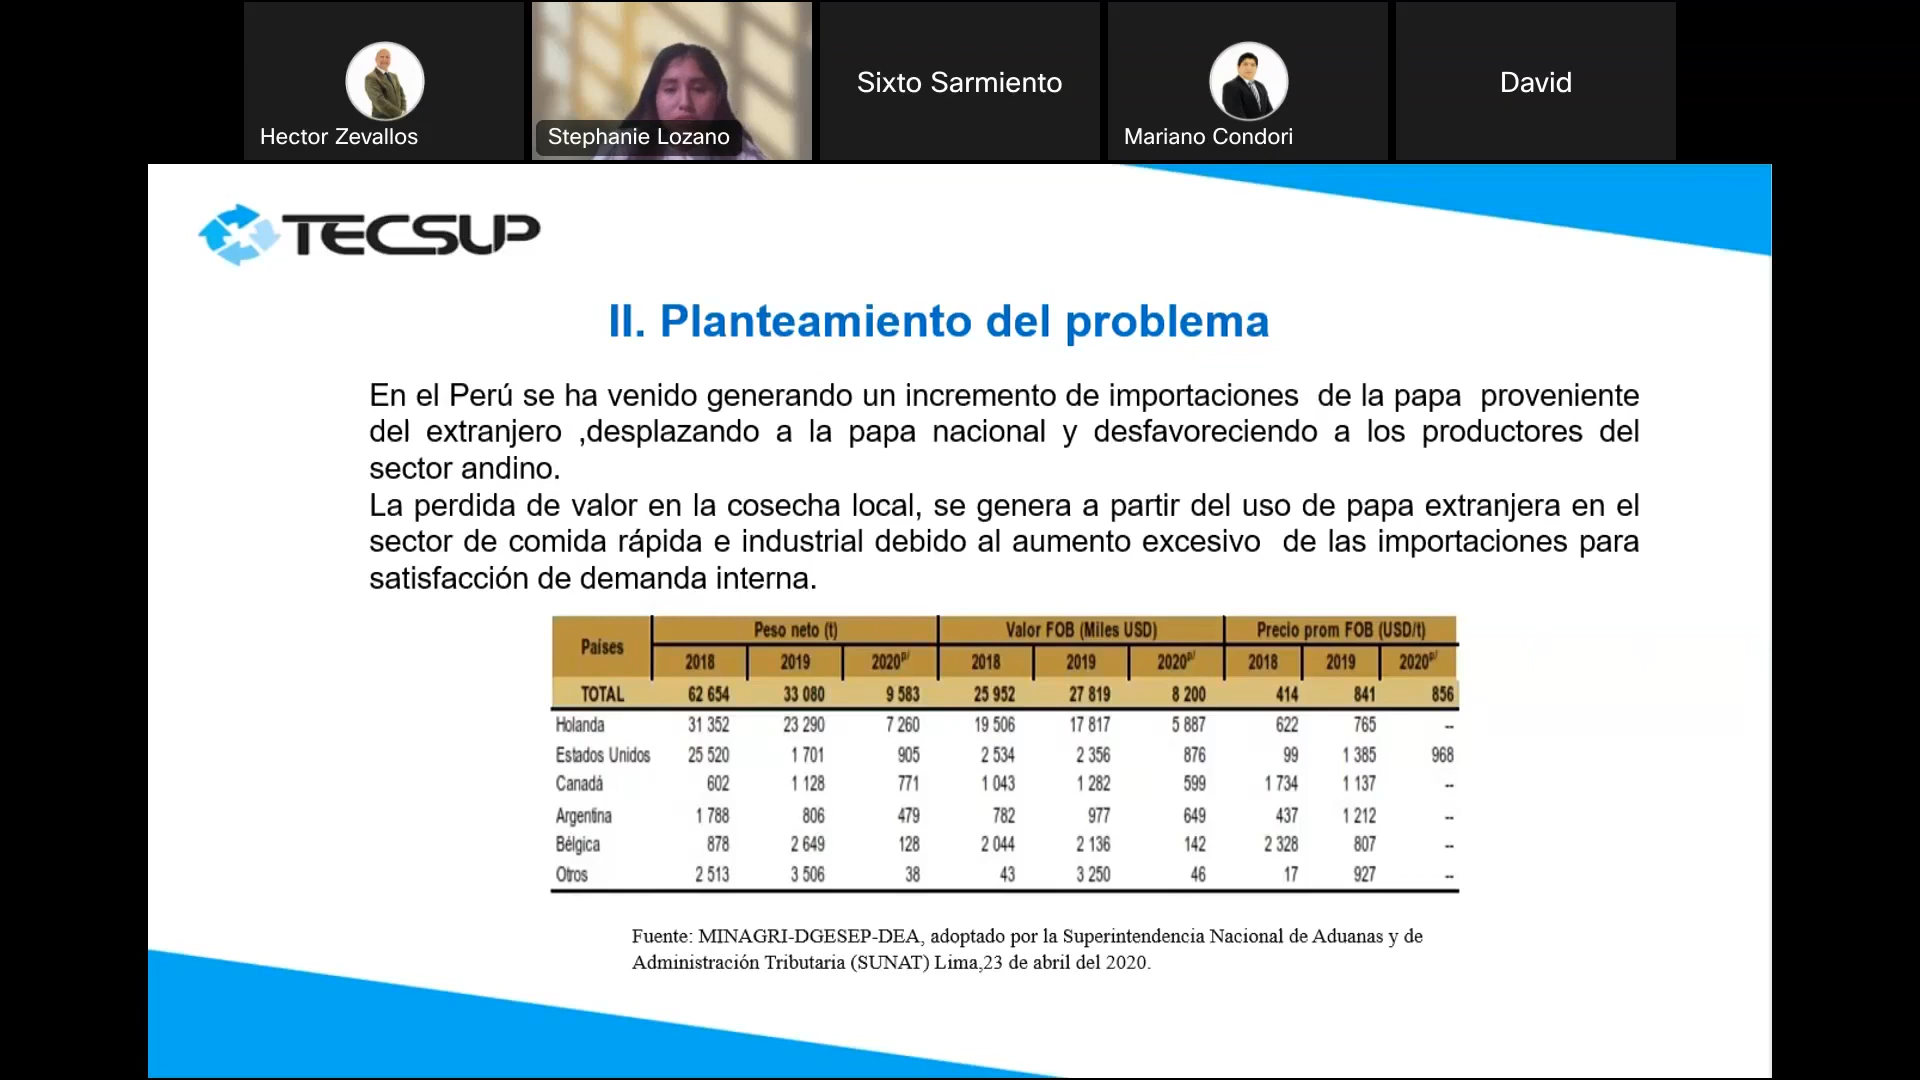 Hector Zevallos
Stephanie Lozano
Sixto Sarmiento
Mariano Condori
David
TECSUP
II. Planteamiento del problema
En el Perú se ha venido generando un incremento de importaciones de la papa proveniente
del extranjero ,desplazando a la papa nacional y desfavoreciendo a los productores del
sector andino.
La perdida de valor en la cosecha local, se genera a partir del uso de papa extranjera en el
sector de comida rápida e industrial debido al aumento excesivo de las importaciones para
satisfacción de demanda interna.
Países Peso neto (t) Valor FOB (Miles USD) Precio prom FOB (USD/t)
2018 2019 2020p/ 2018 2019 2020p/ 2018 2019 2020p/
TOTAL 62 654 33 080 9 583 25 952 27 819 8 200 414 841 856
Holanda 31 352 23 290 7 260 19 506 17 817 5 887 622 765 --
Estados Unidos 25 520 1 701 905 2 534 2 356 876 99 1 385 968
Canadá 602 1 128 771 1 043 1 282 599 1 734 1 137 --
Argentina 1 788 806 479 782 977 649 437 1 212 --
Bélgica 878 2 649 128 2 044 2 136 142 2 328 807 --
Otros 2 513 3 506 38 43 3 250 46 17 927 --
Fuente: MINAGRI-DGESEP-DEA, adoptado por la Superintendencia Nacional de Aduanas y de
Administración Tributaria (SUNAT) Lima,23 de abril del 2020.